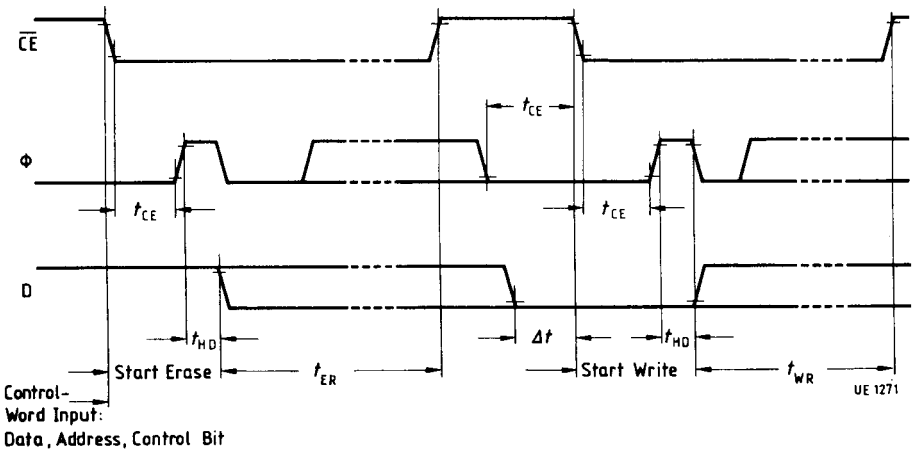 CE
t_CE
Φ
t_CE
t_CE
D
t_HD
Δt
t_HD
Start Erase
t_ER
Start Write
t_WR
UE 1271
Control-
Word Input:
Data, Address, Control Bit